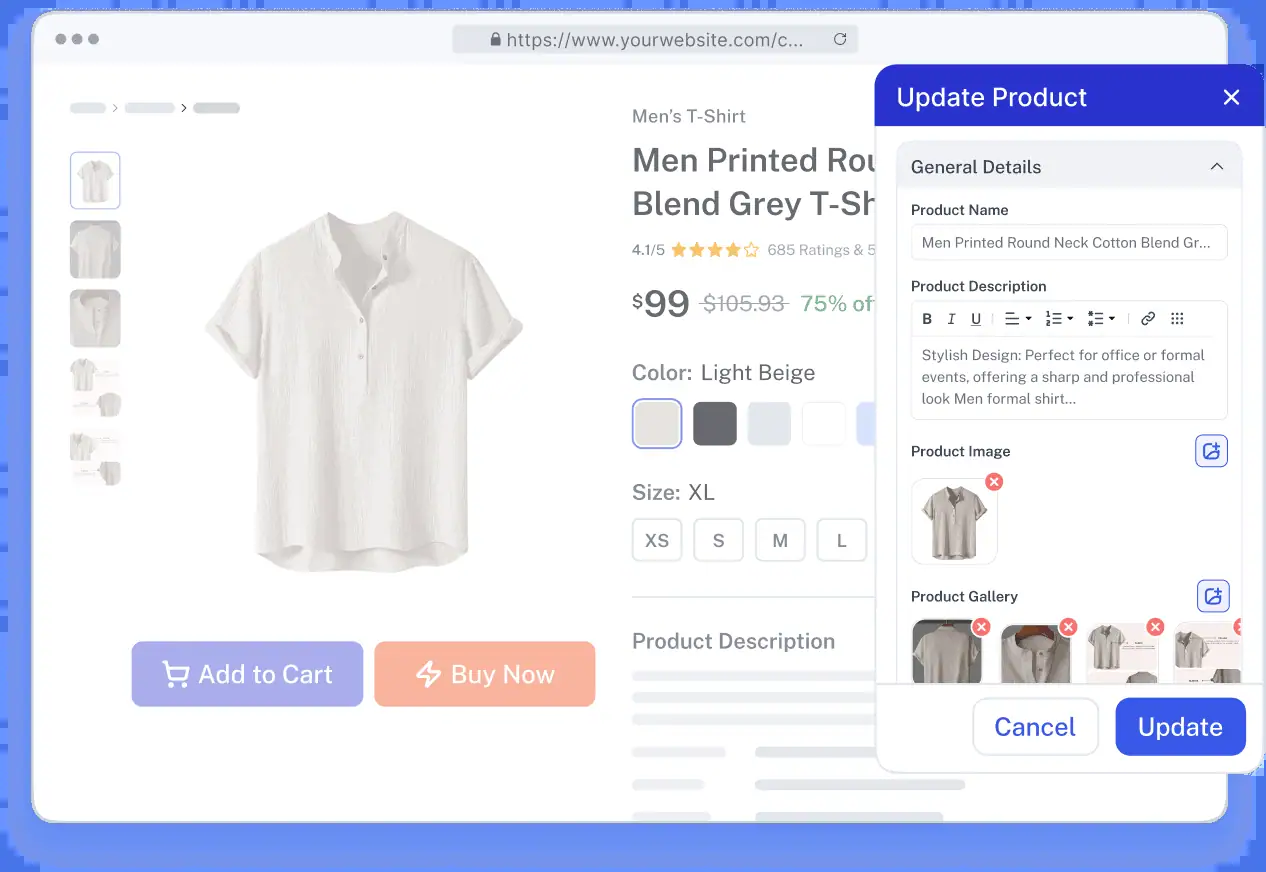 https://www.yourwebsite.com/c...
Men's T-Shirt
Men Printed Rou
Blend Grey T-Sh
4.1/5 685 Ratings & 5
$99 $105.93 75% of
Color: Light Beige
Size: XL
XS S M L
Add to Cart
Buy Now
Product Description
Update Product
General Details
Product Name
Men Printed Round Neck Cotton Blend Gr...
Product Description
B I U
Stylish Design: Perfect for office or formal
events, offering a sharp and professional
look Men formal shirt...
Product Image
Product Gallery
Cancel
Update